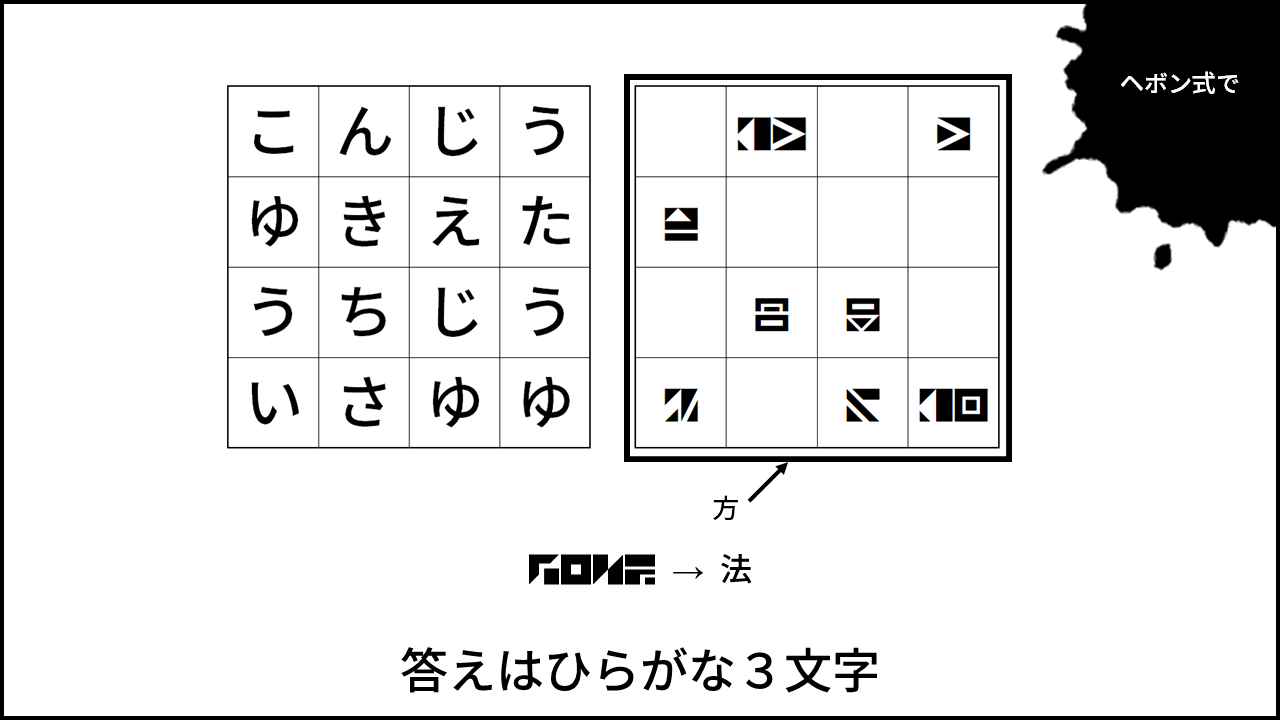 ヘボン式で
こんじう
ゆきえた
うちじう
いさゆゆ
方
→ 法
答えはひらがな３文字